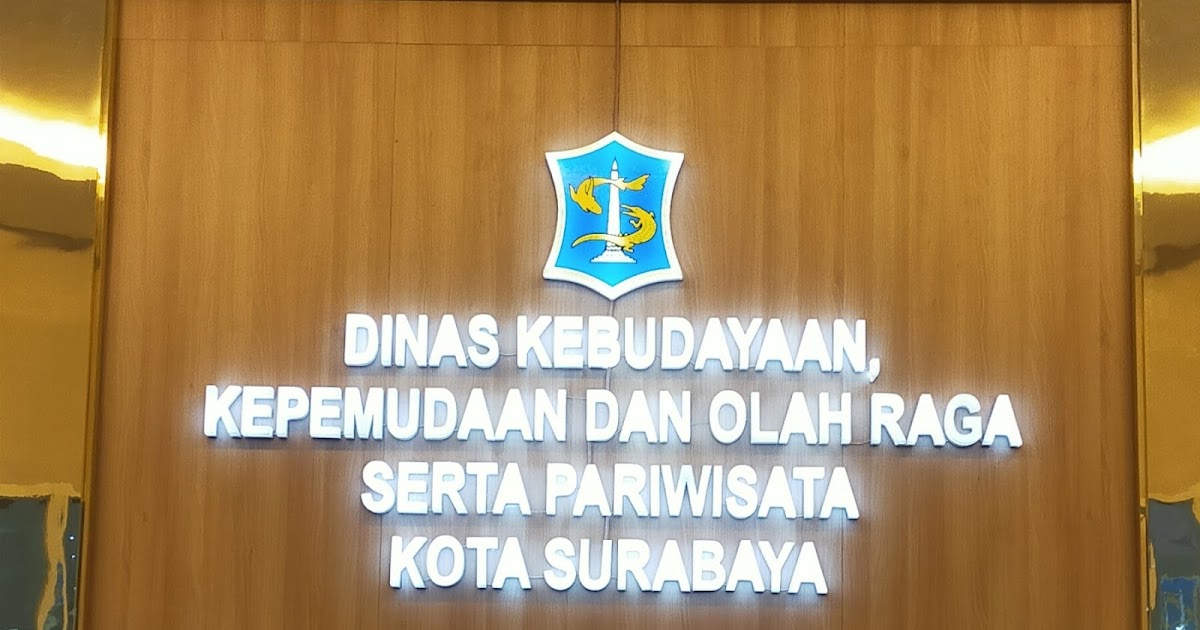 DINAS KEBUDAYAAN,
KEPEMUDAAN DAN OLAH RAGA
SERTA PARIWISATA
KOTA SURABAYA